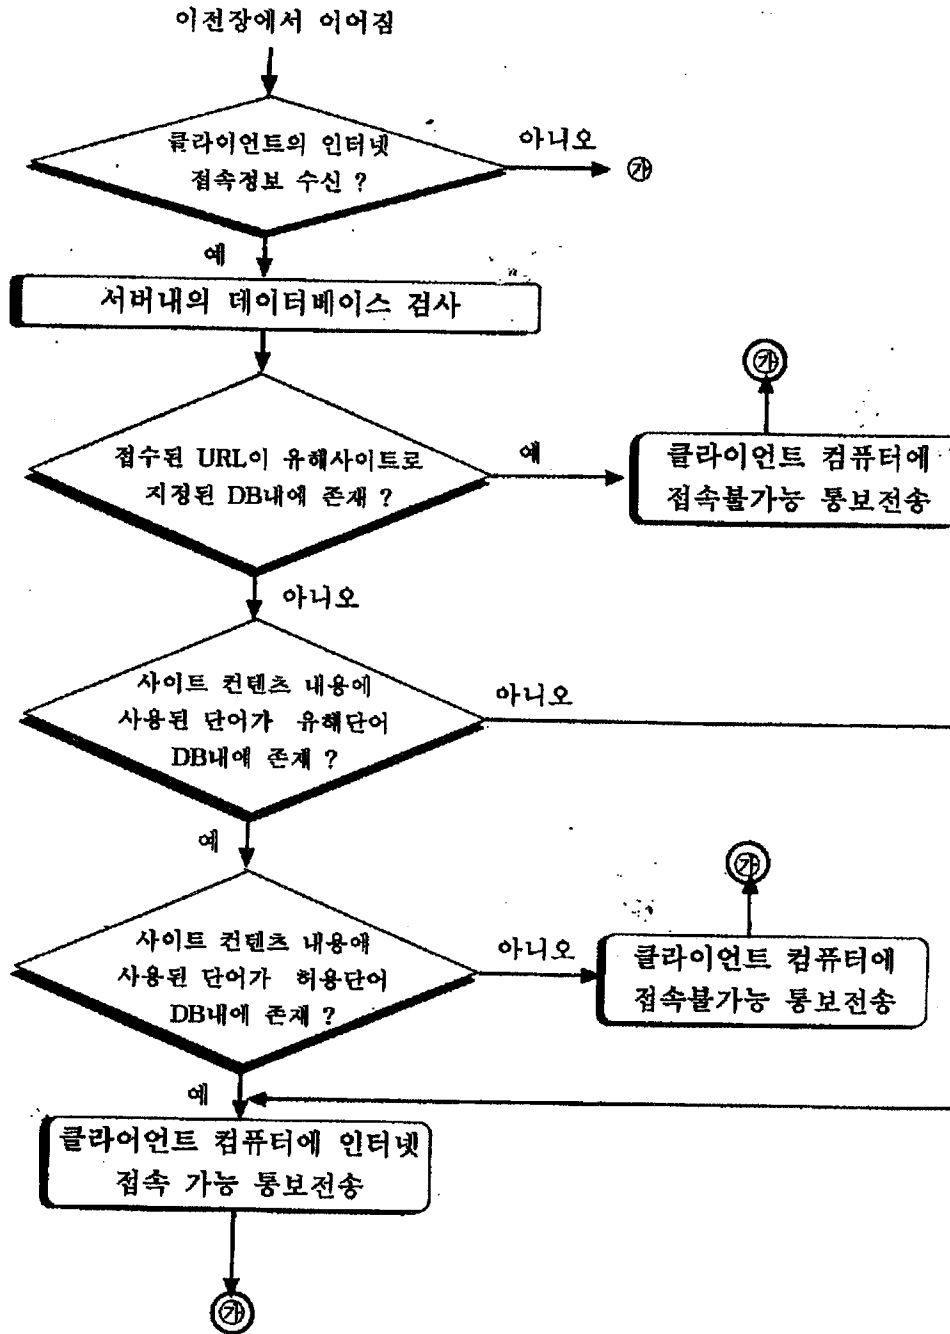 이전장에서 이어짐
클라이언트의 인터넷
접속정보 수신 ?
아니오
㉮
예
서버내의 데이터베이스 검사
㉮
접수된 URL이 유해사이트로
지정된 DB내에 존재 ?
예
클라이언트 컴퓨터에
접속불가능 통보전송
아니오
사이트 컨텐츠 내용에
사용된 단어가 유해단어
DB내에 존재 ?
아니오
예
㉮
사이트 컨텐츠 내용에
사용된 단어가 허용단어
DB내에 존재 ?
아니오
클라이언트 컴퓨터에
접속불가능 통보전송
예
클라이언트 컴퓨터에 인터넷
접속 가능 통보전송
㉮